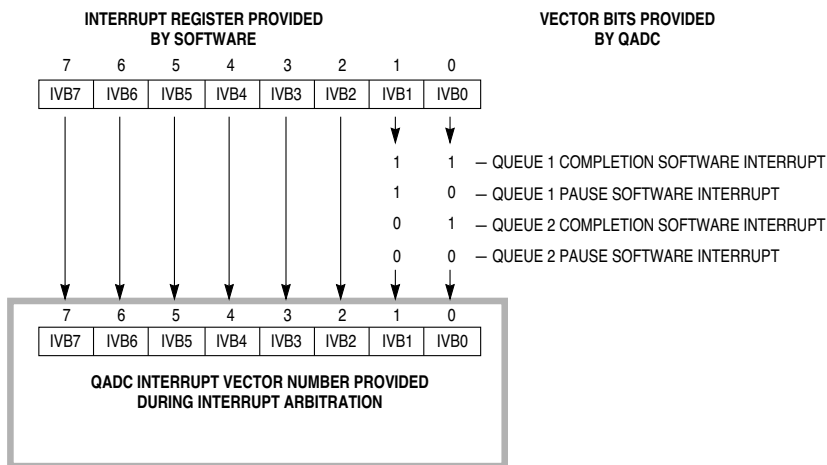 INTERRUPT REGISTER PROVIDED
BY SOFTWARE
VECTOR BITS PROVIDED
BY QADC
7 6 5 4 3 2 1 0
IVB7 IVB6 IVB5 IVB4 IVB3 IVB2 IVB1 IVB0
1 1 — QUEUE 1 COMPLETION SOFTWARE INTERRUPT
1 0 — QUEUE 1 PAUSE SOFTWARE INTERRUPT
0 1 — QUEUE 2 COMPLETION SOFTWARE INTERRUPT
0 0 — QUEUE 2 PAUSE SOFTWARE INTERRUPT
7 6 5 4 3 2 1 0
IVB7 IVB6 IVB5 IVB4 IVB3 IVB2 IVB1 IVB0
QADC INTERRUPT VECTOR NUMBER PROVIDED
DURING INTERRUPT ARBITRATION